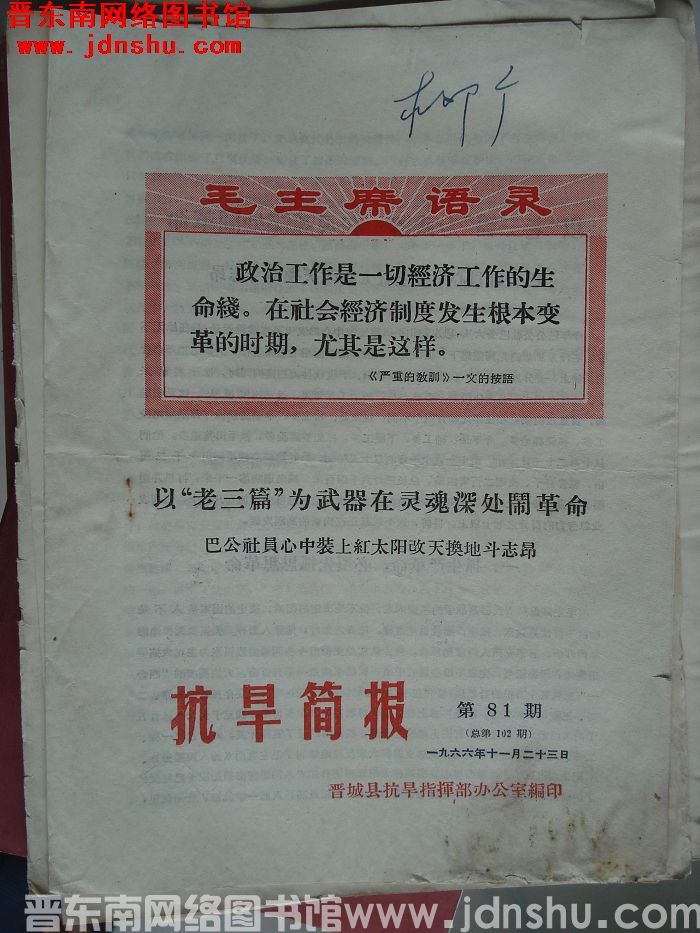 晋东南网络图书馆
www.jdnshu.com
毛主席语录
政治工作是一切經济工作的生
命綫。在社会經济制度发生根本变
革的时期，尤其是这样。
《严重的教訓》一文的按語
以“老三篇”为武器在灵魂深处鬧革命
巴公社員心中装上紅太阳改天換地斗志昂
抗旱简报
第81期
(总第102期)
一九六六年十一月二十三日
晋城县抗旱指揮部办公室編印
晋东南网络图书馆www.jdnshu.com